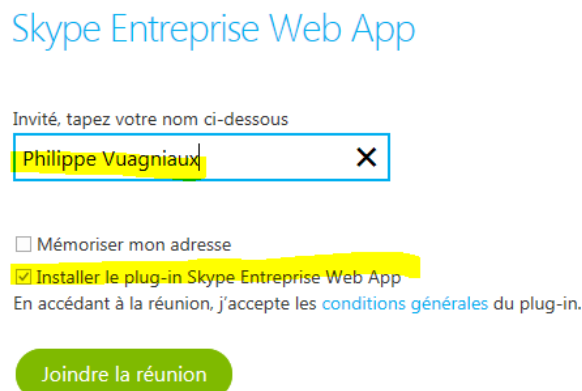 Skype Entreprise Web App
Invité, tapez votre nom ci-dessous
Philippe Vuagniaux
Mémoriser mon adresse
Installer le plug-in Skype Entreprise Web App
En accédant à la réunion, j’accepte les conditions générales du plug-in.
Joindre la réunion